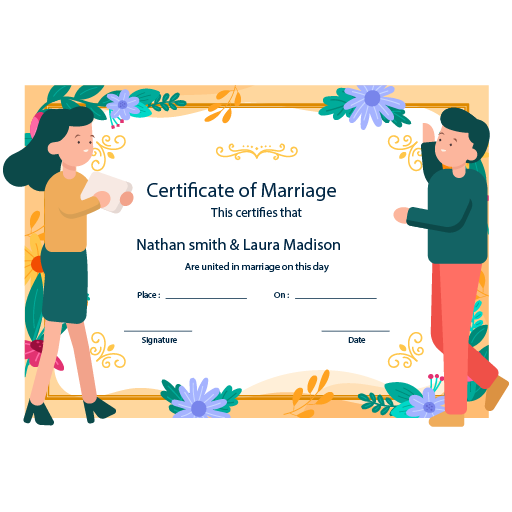 Certificate of Marriage
This certifies that
Nathan smith & Laura Madison
Are united in marriage on this day
Place : ________________ On : ________________
Signature Date